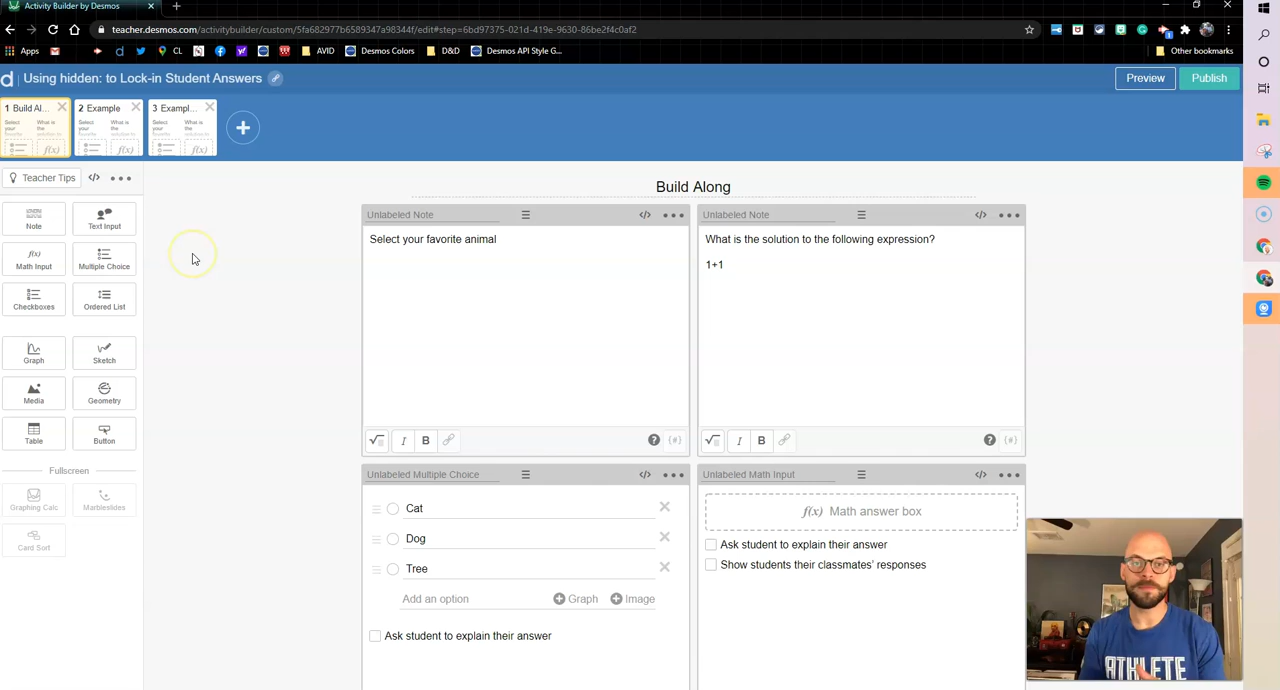 Activity Builder by Desmos
teacher.desmos.com/activitybuilder/custom/5fa682977b6589347a98344f/edit#step=6bd97375-021d-419e-9630-86be2f4c0af2
Apps
CL
AVID
Desmos Colors
D&D
Desmos API Style G...
Other bookmarks
d
Using hidden: to Lock-in Student Answers
Preview
Publish
1 Build Al...
2 Example
3 Exampl...
Teacher Tips
Build Along
Note
Text Input
Math Input
Multiple Choice
Checkboxes
Ordered List
Graph
Sketch
Media
Geometry
Table
Button
Fullscreen
Graphing Calc
Marbleslides
Card Sort
Unlabeled Note
Select your favorite animal
Unlabeled Note
What is the solution to the following expression?
1+1
Unlabeled Multiple Choice
Cat
Dog
Tree
Add an option
Graph
Image
Ask student to explain their answer
Unlabeled Math Input
f(x) Math answer box
Ask student to explain their answer
Show students their classmates' responses
ATHLETE